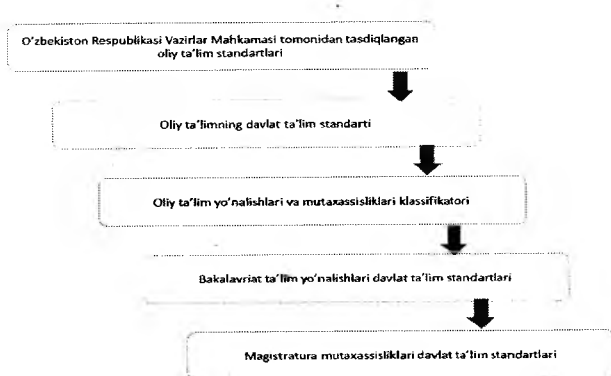 O'zbekiston Respublikasi Vazirlar Mahkamasi tomonidan tasdiqlangan
oliy ta'lim standartlari
Oliy ta'limning davlat ta'lim standarti
Oliy ta'lim yo'nalishlari va mutaxassisliklari klassifikatori
Bakalavriat ta'lim yo'nalishlari davlat ta'lim standartlari
Magistratura mutaxassisliklari davlat ta'lim standartlari